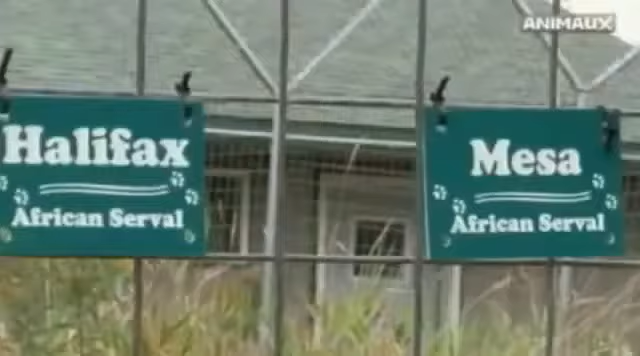 ANIMAUX
Halifax
African Serval
Mesa
African Serval